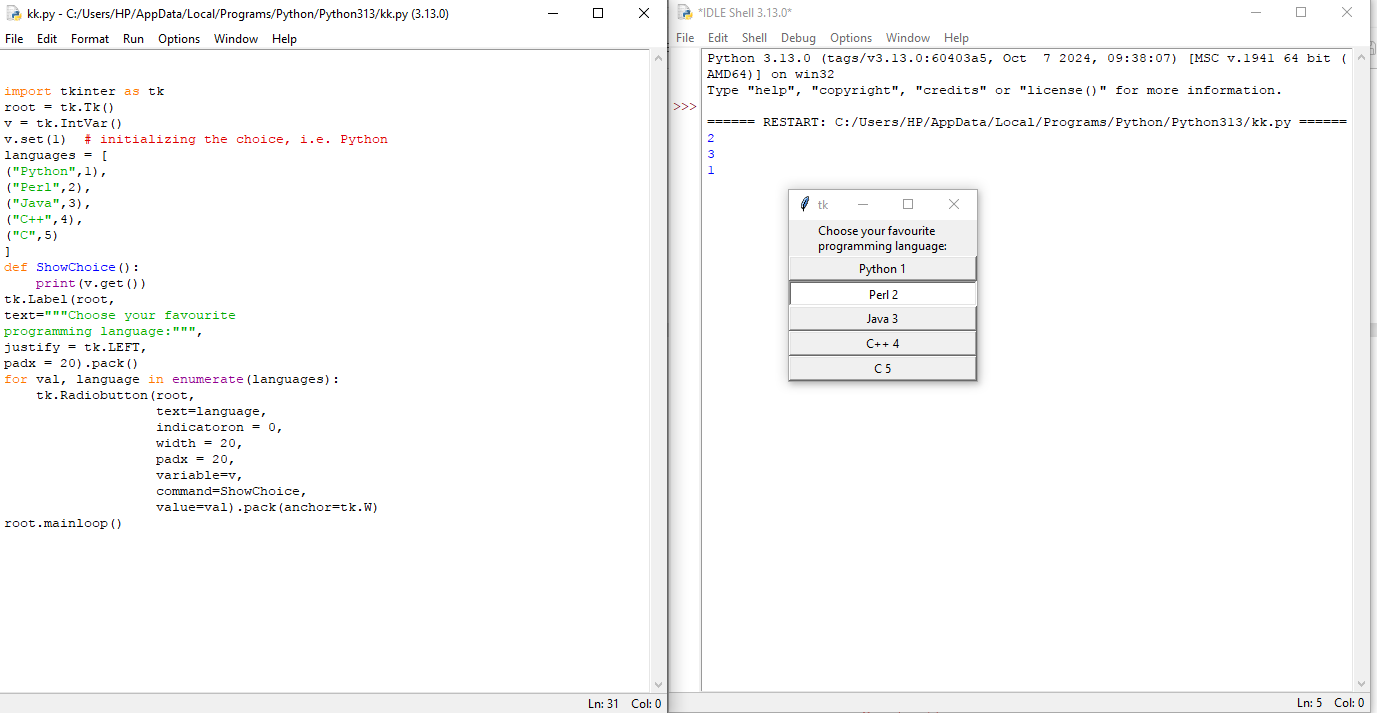 kk.py - C:/Users/HP/AppData/Local/Programs/Python/Python313/kk.py (3.13.0)
File Edit Format Run Options Window Help
import tkinter as tk
root = tk.Tk()
v = tk.IntVar()
v.set(1)  # initializing the choice, i.e. Python
languages = [
("Python",1),
("Perl",2),
("Java",3),
("C++",4),
("C",5)
]
def ShowChoice():
    print(v.get())
tk.Label(root,
text="""Choose your favourite
programming language:""",
justify = tk.LEFT,
padx = 20).pack()
for val, language in enumerate(languages):
    tk.Radiobutton(root,
                   text=language,
                   indicatoron = 0,
                   width = 20,
                   padx = 20,
                   variable=v,
                   command=ShowChoice,
                   value=val).pack(anchor=tk.W)
root.mainloop()
Ln: 31 Col: 0
*IDLE Shell 3.13.0*
File Edit Shell Debug Options Window Help
Python 3.13.0 (tags/v3.13.0:60403a5, Oct  7 2024, 09:38:07) [MSC v.1941 64 bit (
AMD64)] on win32
Type "help", "copyright", "credits" or "license()" for more information.
>>>
====== RESTART: C:/Users/HP/AppData/Local/Programs/Python/Python313/kk.py ======
2
3
1
tk
Choose your favourite
programming language:
Python 1
Perl 2
Java 3
C++ 4
C 5
Ln: 5 Col: 0